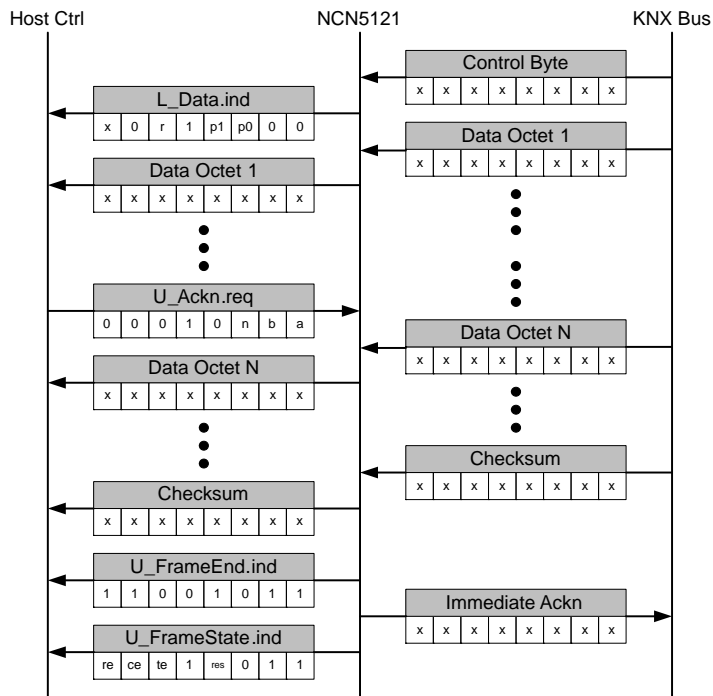 Host Ctrl NCN5121 KNX Bus
Control Byte
x x x x x x x x
L_Data.ind
x 0 r 1 p1 p0 0 0
Data Octet 1
x x x x x x x x
Data Octet 1
x x x x x x x x
U_Ackn.req
0 0 0 1 0 n b a
Data Octet N
x x x x x x x x
Data Octet N
x x x x x x x x
Checksum
x x x x x x x x
Checksum
x x x x x x x x
U_FrameEnd.ind
1 1 0 0 1 0 1 1
Immediate Ackn
x x x x x x x x
U_FrameState.ind
re ce te 1 res 0 1 1